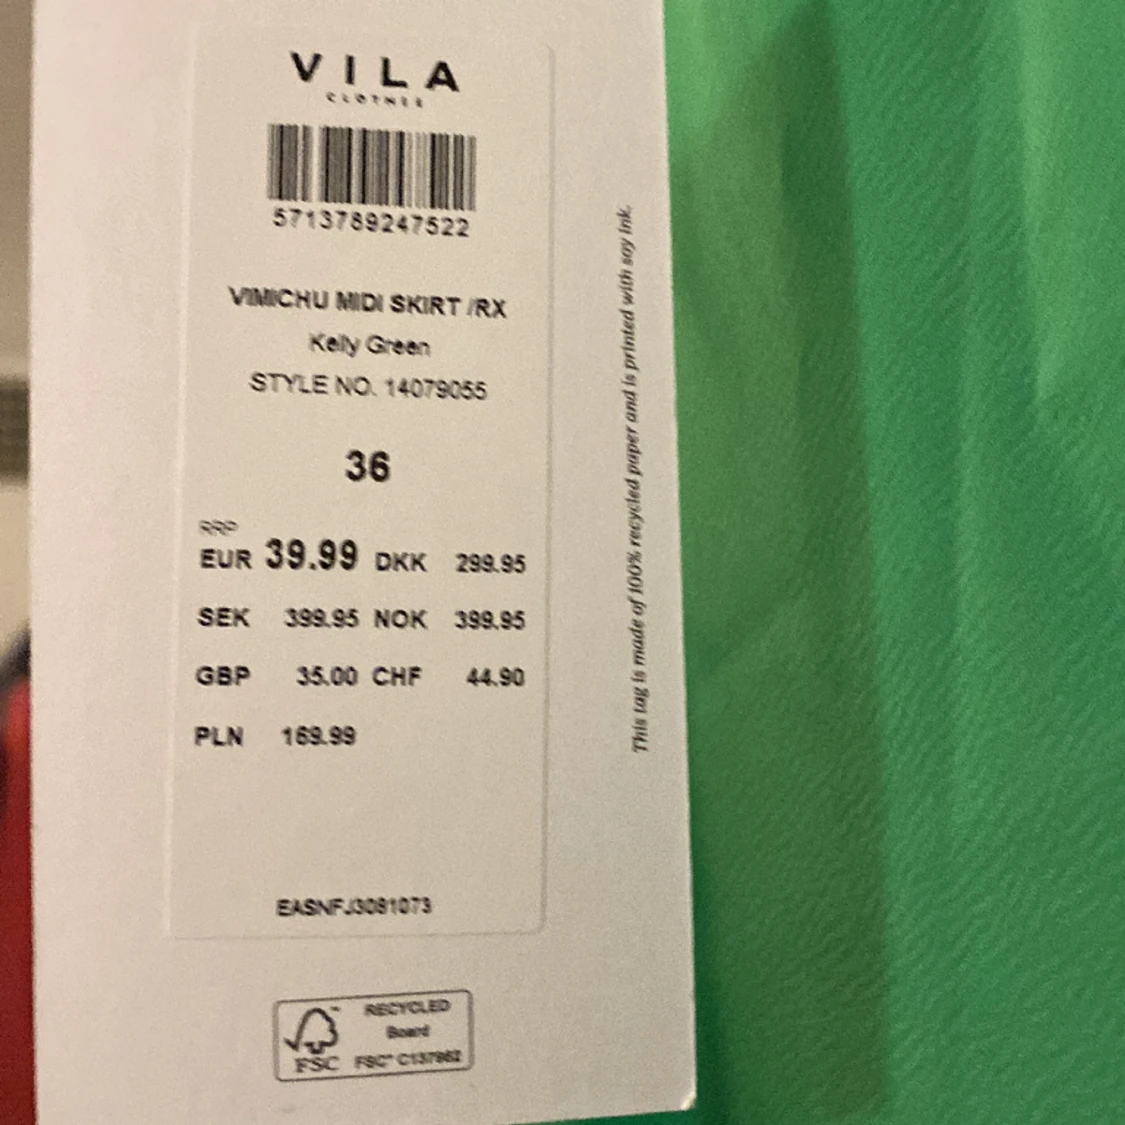 VILA
CLOTHES
5713789247522
VIMICHU MIDI SKIRT /RX
Kelly Green
STYLE NO. 14079055
36
RRP
EUR 39.99 DKK 299.95
SEK 399.95 NOK 399.95
GBP 35.00 CHF 44.90
PLN 169.99
EASNFJ3081073
This tag is made of 100% recycled paper and is printed with soy ink.
RECYCLED
Board
FSC
FSC™ C137862